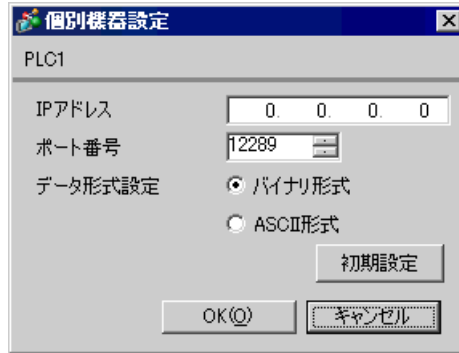 個別機器設定
PLC1
IPアドレス 0. 0. 0. 0
ポート番号 12289
データ形式設定 バイナリ形式
ASCII形式
初期設定
OK(O) キャンセル